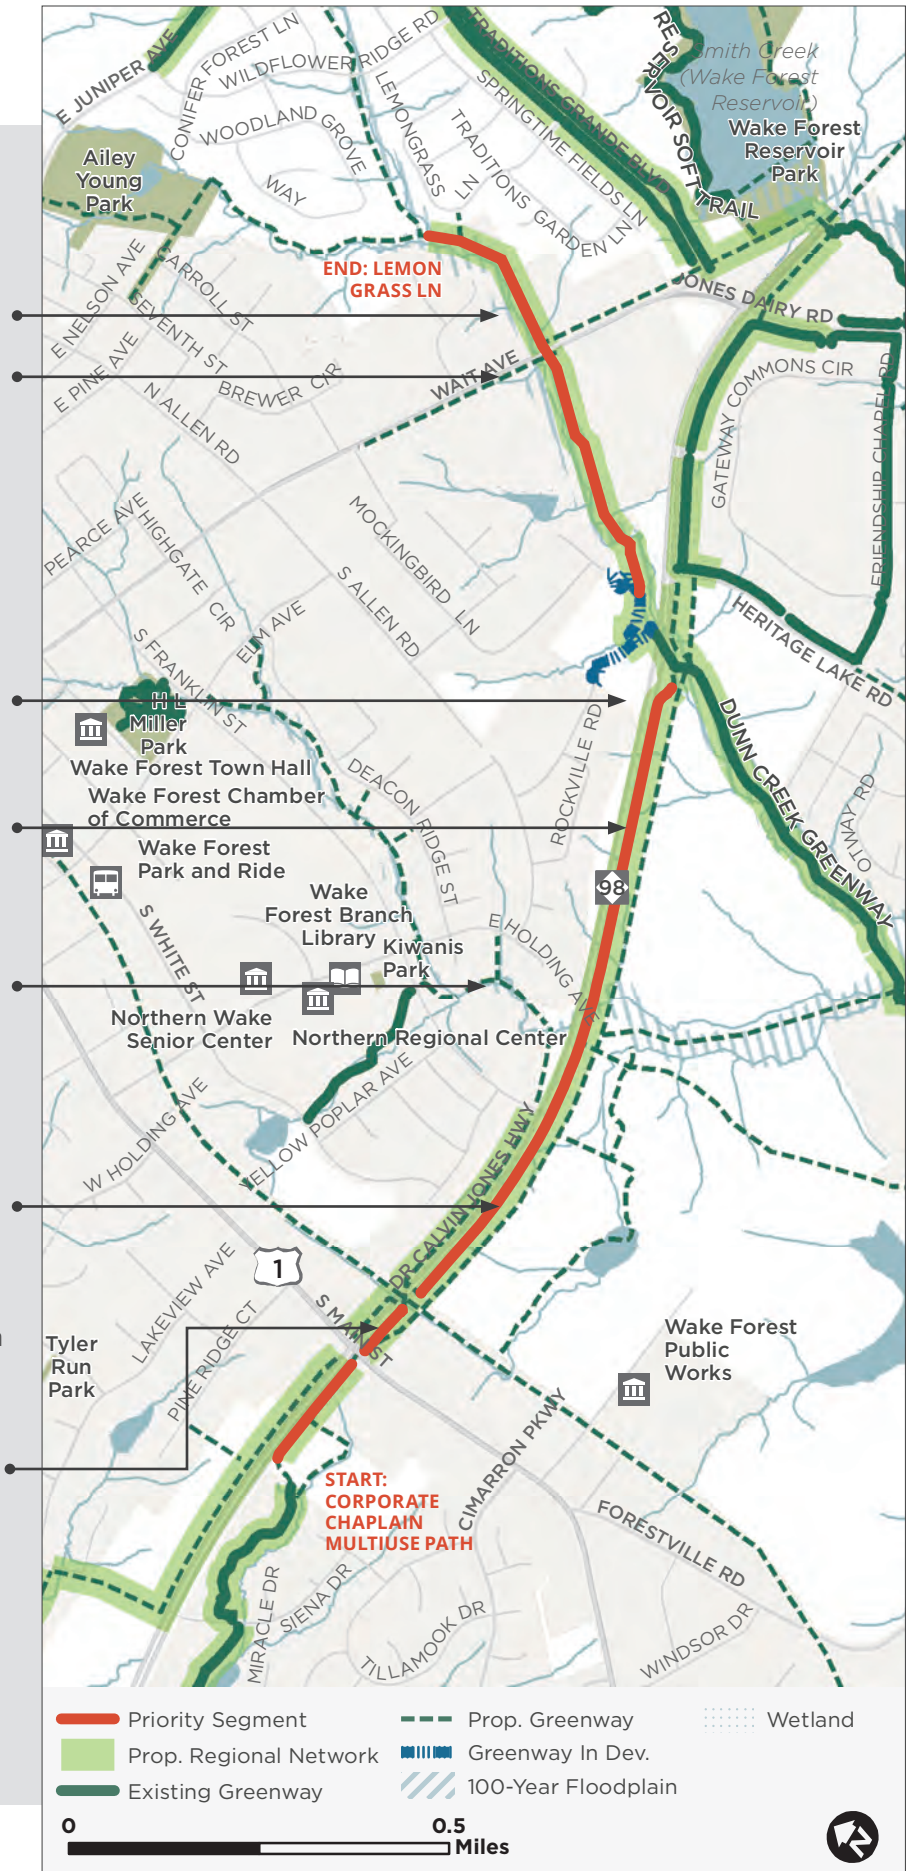 E JUNIPER AVE
CONIFER FOREST LN
WILDFLOWER RIDGE RD
WOODLAND GROVE
WAY
LEMONGRASS
LN
TRADITIONS GRANDE BLVD
SPRINGTIME FIELDS LN
TRADITIONS GARDEN LN
RESERVOIR SOFT TRAIL
Smith Creek
(Wake Forest
Reservoir)
Wake Forest
Reservoir
Park
Ailey
Young
Park
END: LEMON
GRASS LN
JONES DAIRY RD
E NELSON AVE
CARROLL ST
SEVENTH ST
E PINE AVE
BREWER CIR
N ALLEN RD
WAIT AVE
GATEWAY COMMONS CIR
FRIENDSHIP CHAPEL RD
PEARCE AVE
HIGHGATE CIR
MOCKINGBIRD LN
S ALLEN RD
ELM AVE
S FRANKLIN ST
HERITAGE LAKE RD
H L
Miller
Park
Wake Forest Town Hall
Wake Forest Chamber
of Commerce
Wake Forest
Park and Ride
DEACON RIDGE ST
ROCKVILLE RD
DUNN CREEK GREENWAY
98
Wake
Forest Branch
Library
Kiwanis
Park
E HOLDING AVE
S WHITE ST
Northern Wake
Senior Center
Northern Regional Center
YELLOW POPLAR AVE
W HOLDING AVE
DR CALVIN JONES HWY
1
LAKEVIEW AVE
PINE RIDGE CT
S MAIN ST
Tyler
Run
Park
Wake Forest
Public
Works
CIMARRON PKWY
START:
CORPORATE
CHAPLAIN
MULTIUSE PATH
FORESTVILLE RD
MIRACLE DR
SIENA DR
TILLAMOOK DR
WINDSOR DR
Priority Segment
Prop. Regional Network
Existing Greenway
Prop. Greenway
Greenway In Dev.
100-Year Floodplain
Wetland
0
0.5
Miles
N